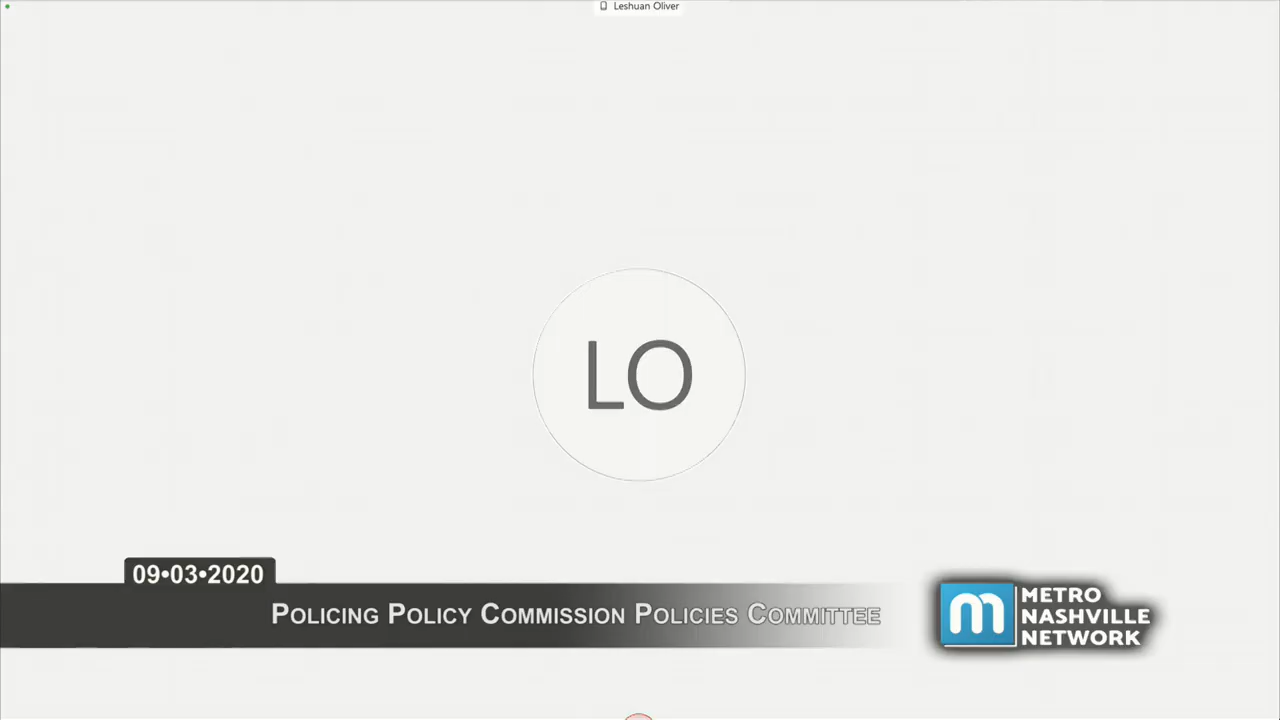 Leshuan Oliver
LO
09•03•2020
Policing Policy Commission Policies Committee
m
METRO
NASHVILLE
NETWORK